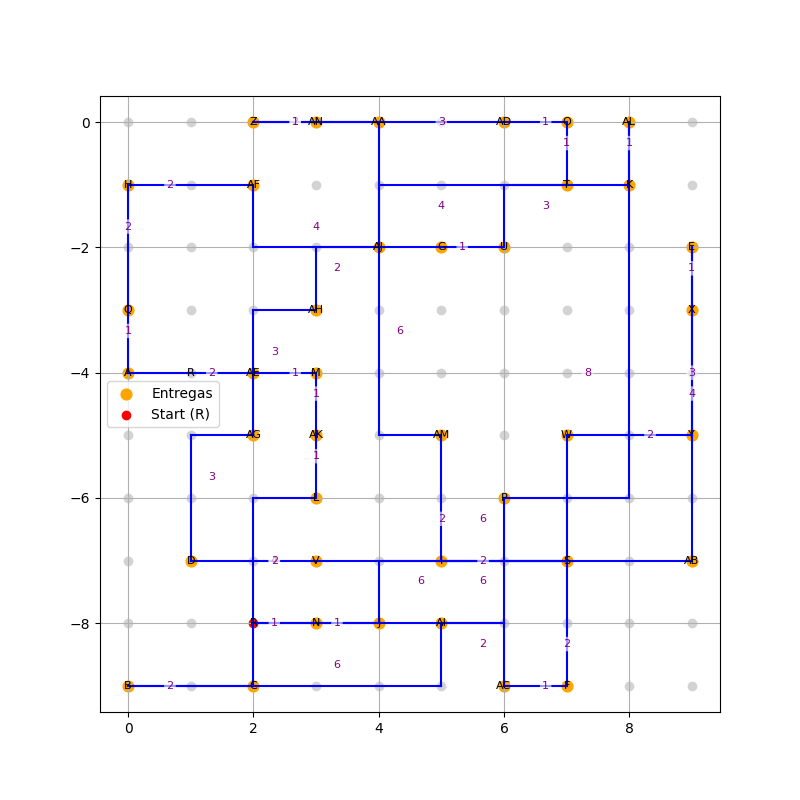 0 Z 1 AN AA 3 AD 1 O AL
1 1
H 2 AF T K
4 3
2 4
−2 AJ G 1 U E
2 1
Q AH X
1 6
3
−4 A R 2 AE 1 M 8 3
Entregas 1 4
Start (R)
AG AK AM W 2 Y
1
3
−6 L P
2 6
D 2 V I 2 S AB
6 6
−8 1 N 1 J AI
2 2
6
B 2 C AC 1 F
0 2 4 6 8